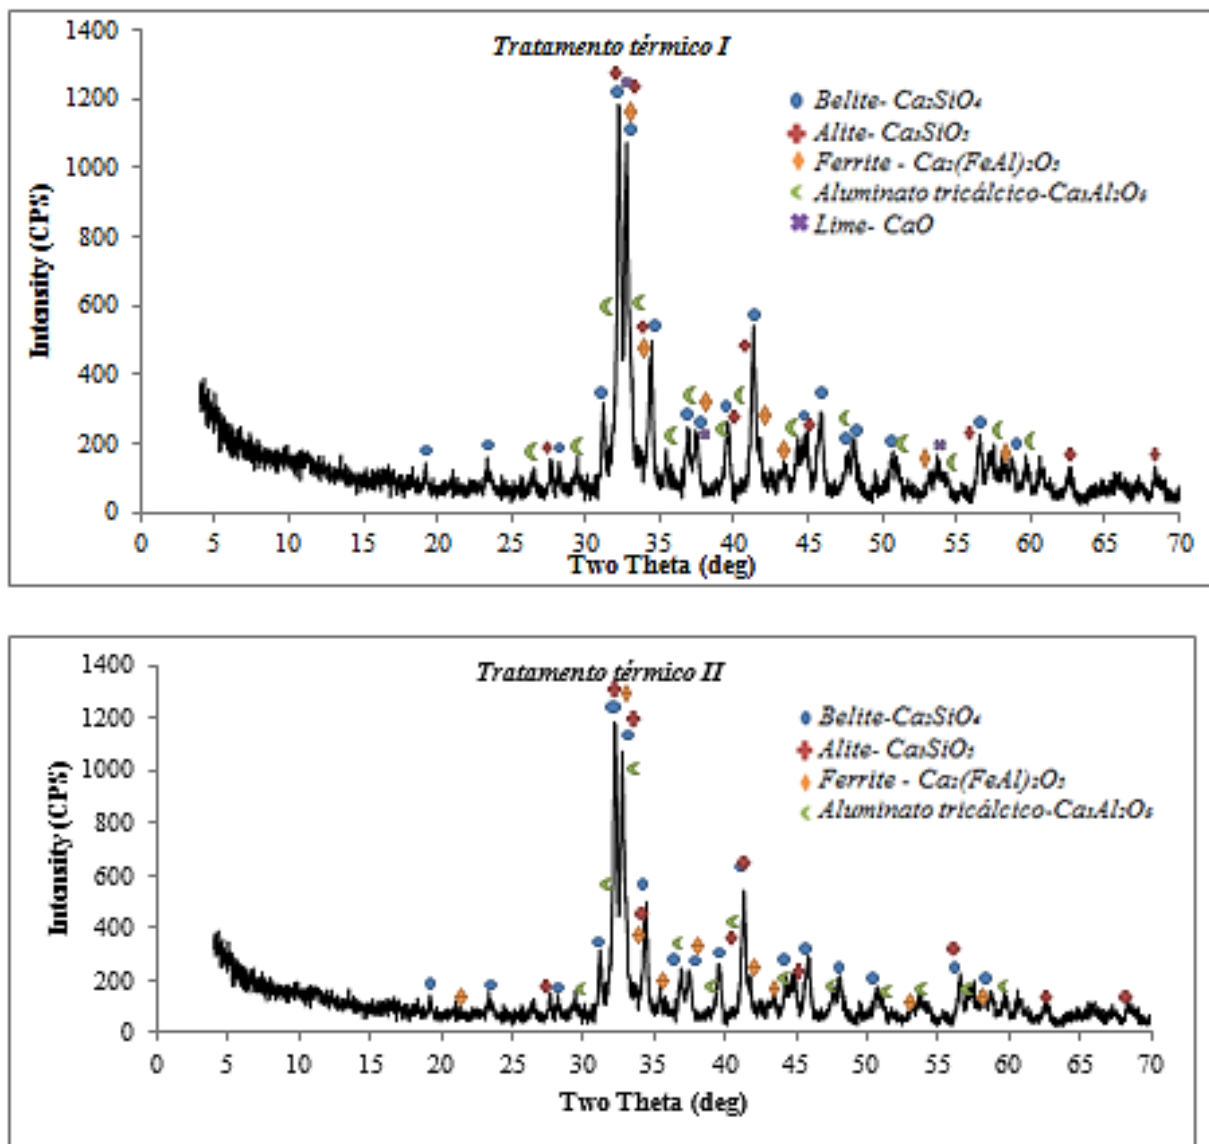 Tratamento térmico I
Belite- Ca₂SiO₄
Alite- Ca₃SiO₅
Ferrite - Ca₂(FeAl)₂O₅
Aluminato tricálcico-Ca₃Al₂O₆
Lime- CaO
Intensity (CPS)
1400
1200
1000
800
600
400
200
0
0 5 10 15 20 25 30 35 40 45 50 55 60 65 70
Two Theta (deg)
Tratamento térmico II
Belite-Ca₂SiO₄
Alite- Ca₃SiO₅
Ferrite - Ca₂(FeAl)₂O₅
Aluminato tricálcico-Ca₃Al₂O₆
Intensity (CPS)
1400
1200
1000
800
600
400
200
0
0 5 10 15 20 25 30 35 40 45 50 55 60 65 70
Two Theta (deg)